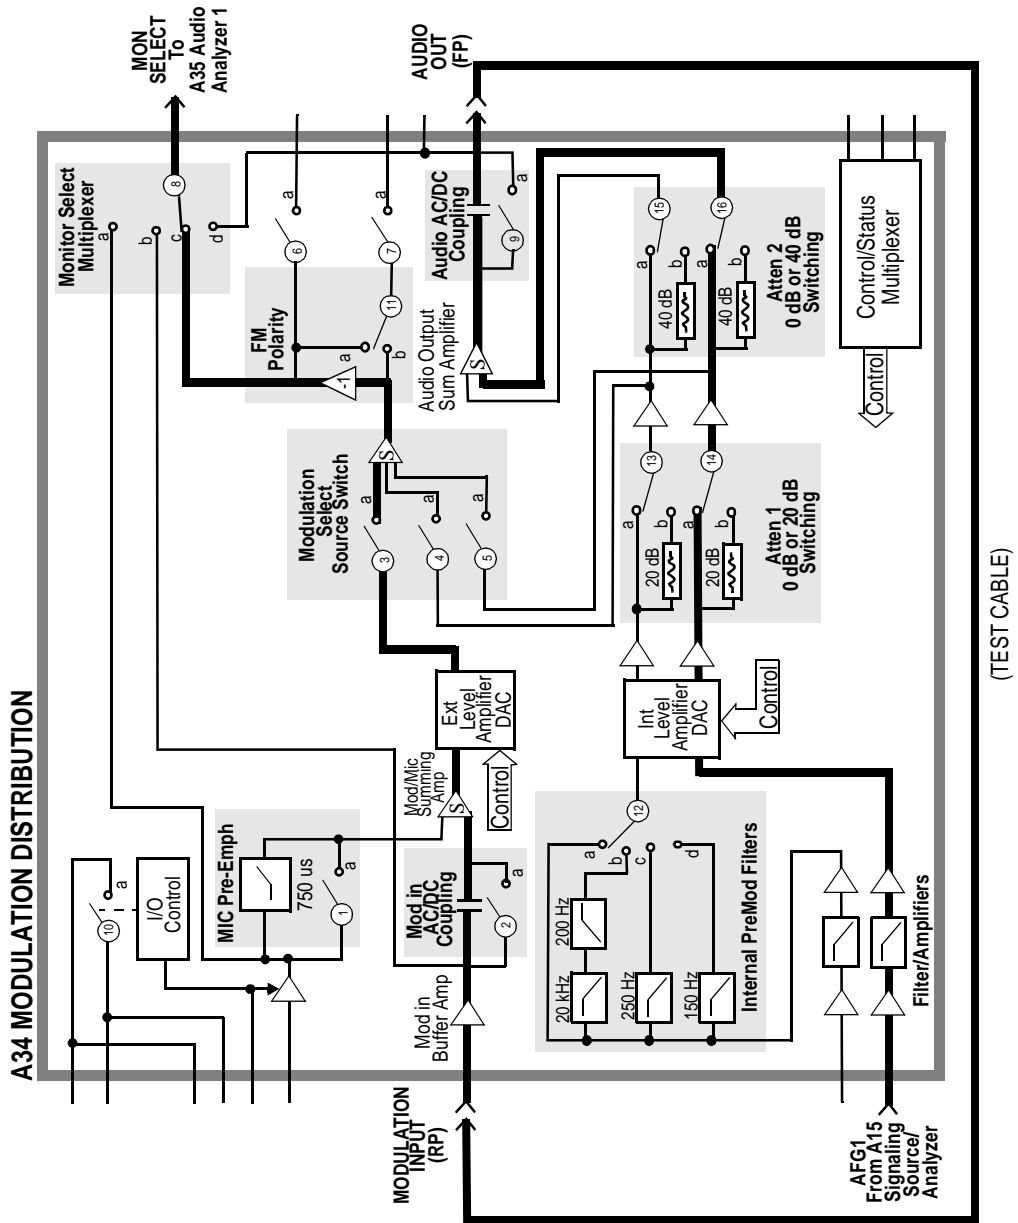 A34 MODULATION DISTRIBUTION
MON
SELECT
To
A35 Audio
Analyzer 1
AUDIO
OUT
(FP)
Monitor Select
Multiplexer
a
b
c
d
8
FM
Polarity
-1
a
b
11
6
a
7
a
Audio AC/DC
Coupling
9
a
Audio Output
Sum Amplifier
S
Modulation
Select
Source Switch
S
3
a
4
a
5
a
15
a
b
40 dB
16
a
b
40 dB
Atten 2
0 dB or 40 dB
Switching
Control/Status
Multiplexer
Control
13
a
b
20 dB
14
a
b
20 dB
Atten 1
0 dB or 20 dB
Switching
Ext
Level
Amplifier
DAC
Control
Int
Level
Amplifier
DAC
Control
Mod/Mic
Summing
Amp
S
10
a
I/O
Control
MIC Pre-Emph
750 us
1
a
Mod in
AC/DC
Coupling
2
a
Mod in
Buffer Amp
12
a
b
c
d
200 Hz
20 kHz
250 Hz
150 Hz
Internal PreMod Filters
Filter/Amplifiers
MODULATION
INPUT
(RP)
AFG1
From A15
Signaling
Source/
Analyzer
(TEST CABLE)